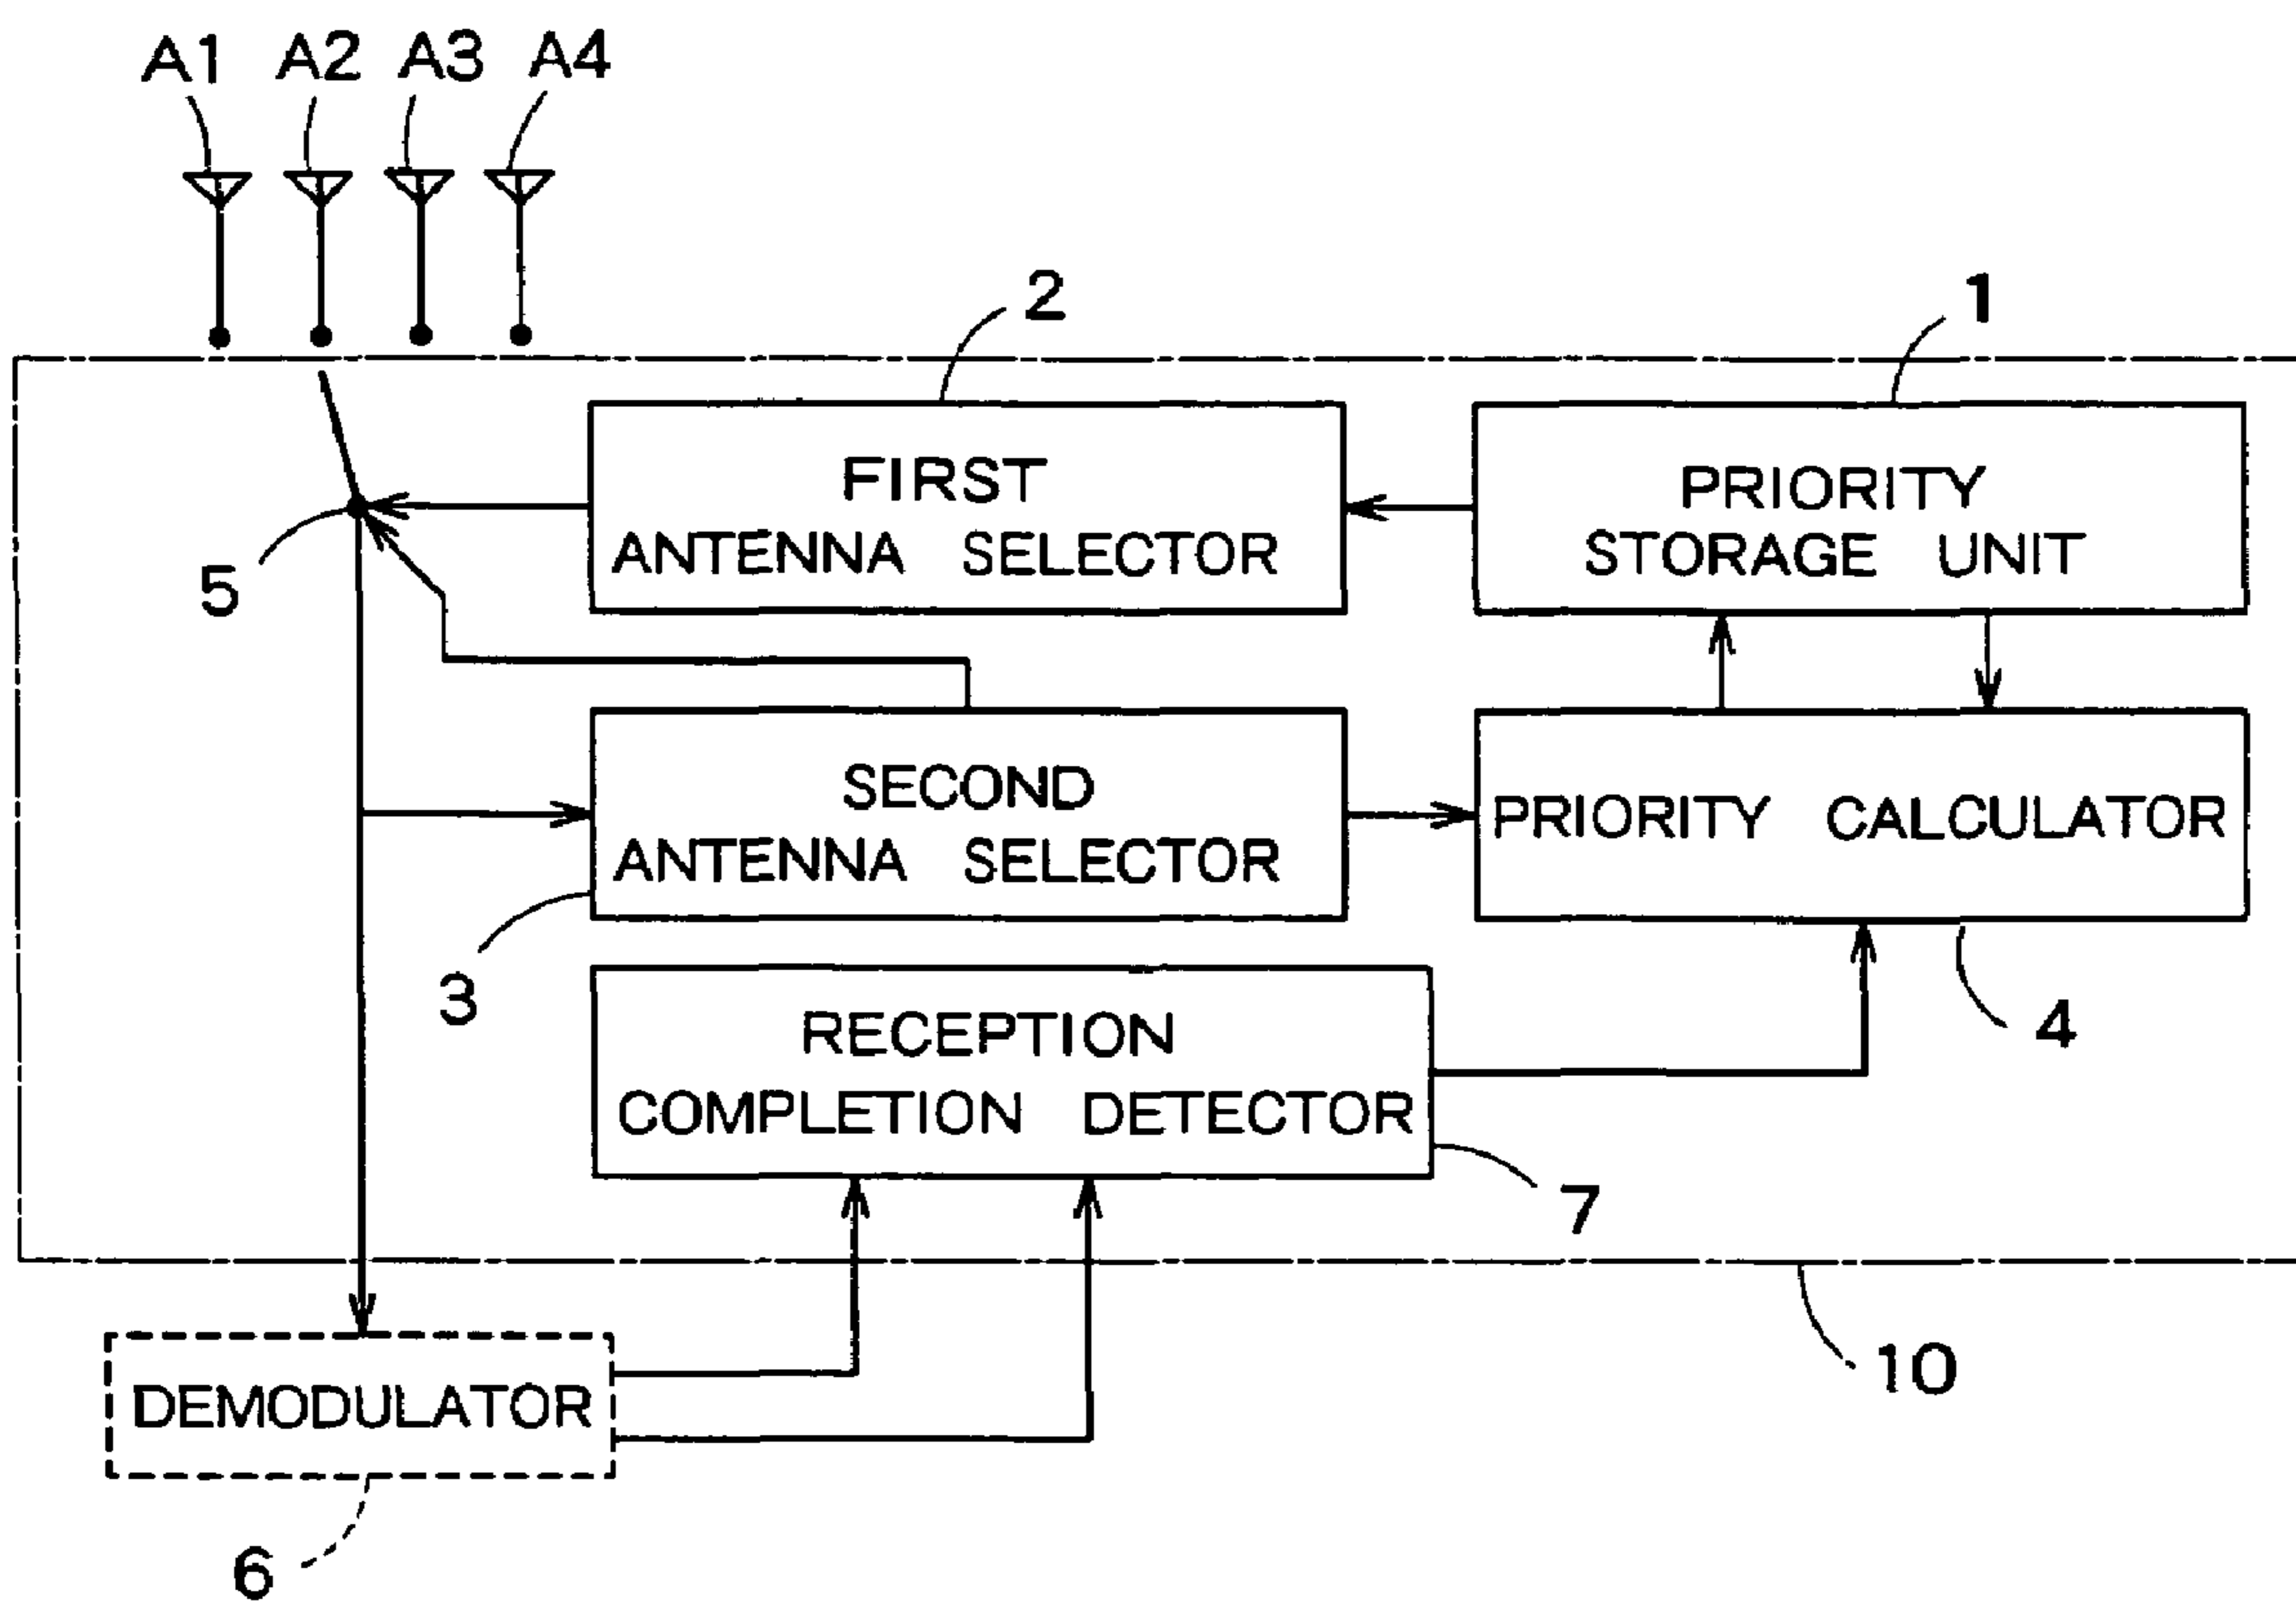 A1 A2 A3 A4
2
1
FIRST
ANTENNA SELECTOR
PRIORITY
STORAGE UNIT
5
SECOND
ANTENNA SELECTOR
PRIORITY CALCULATOR
3
4
RECEPTION
COMPLETION DETECTOR
7
10
DEMODULATOR
6